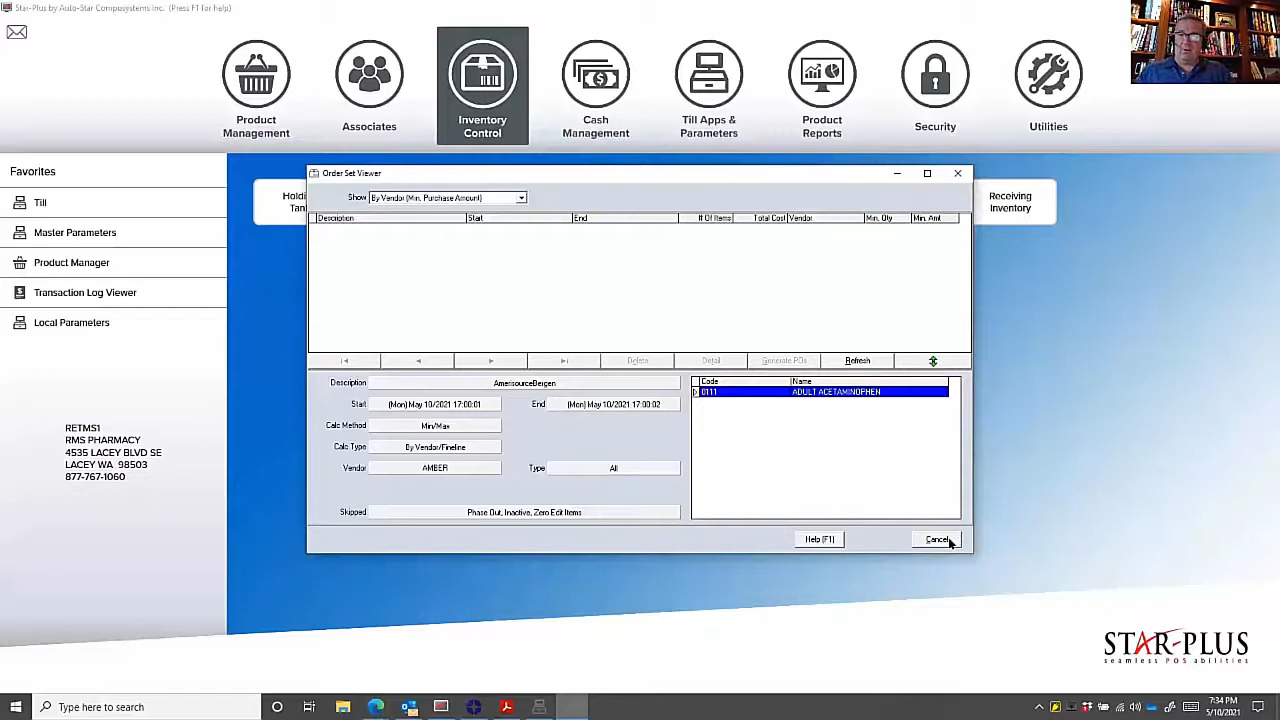 Star-Plus by Auto-Star Compusystems Inc. (Press F1 for help)
Product
Management
Associates
Inventory
Control
Cash
Management
Till Apps &
Parameters
Product
Reports
Security
Utilities
Favorites
Till
Master Parameters
Product Manager
Transaction Log Viewer
Local Parameters
RETMS1
RMS PHARMACY
4535 LACEY BLVD SE
LACEY WA 98503
877-767-1060
Holdi
Tan
Receiving
Inventory
Order Set Viewer
Show By Vendor (Min. Purchase Amount)
Description Start End # Of Items Total Cost Vendor Min. Qty Min. Amt
Delete Detail Generate POs Refresh
Description AmerisourceBergen
Start (Mon) May 10/2021 17:00:01 End (Mon) May 10/2021 17:00:02
Calc Method Min/Max
Calc Type By Vendor/Fineline
Vendor AMBER Type All
Skipped Phase Out, Inactive, Zero Edit Items
Code Name
0111 ADULT ACETAMINOPHEN
Help (F1) Cancel
STAR-PLUS
seamless POS abilities
Type here to search
7:34 PM
5/10/2021